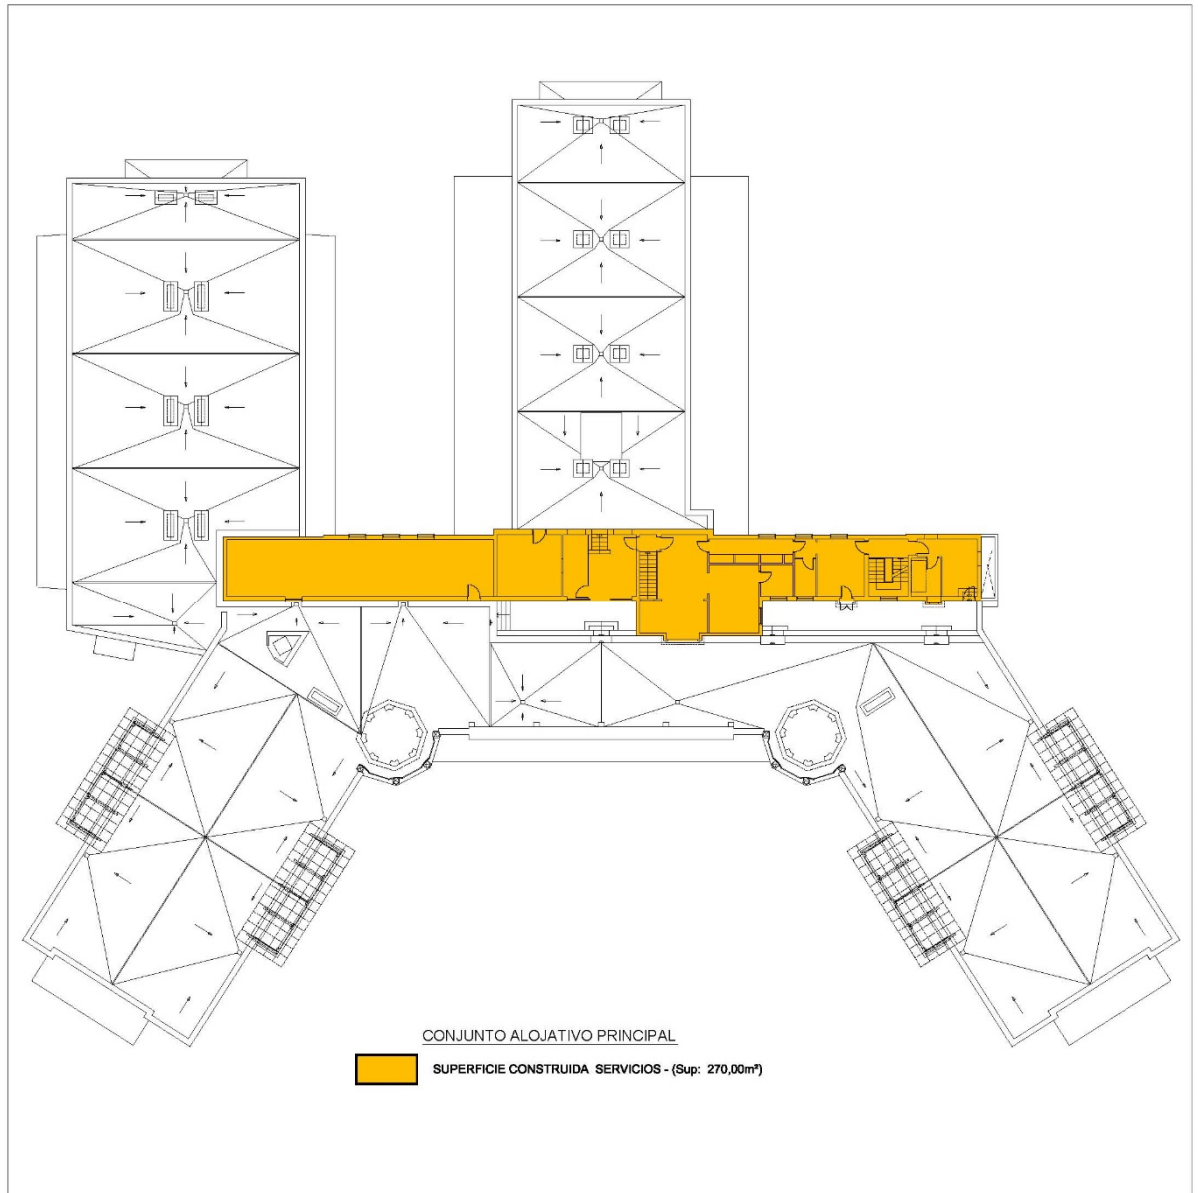 CONJUNTO ALOJATIVO PRINCIPAL
SUPERFICIE CONSTRUIDA SERVICIOS - (Sup: 270,00m²)